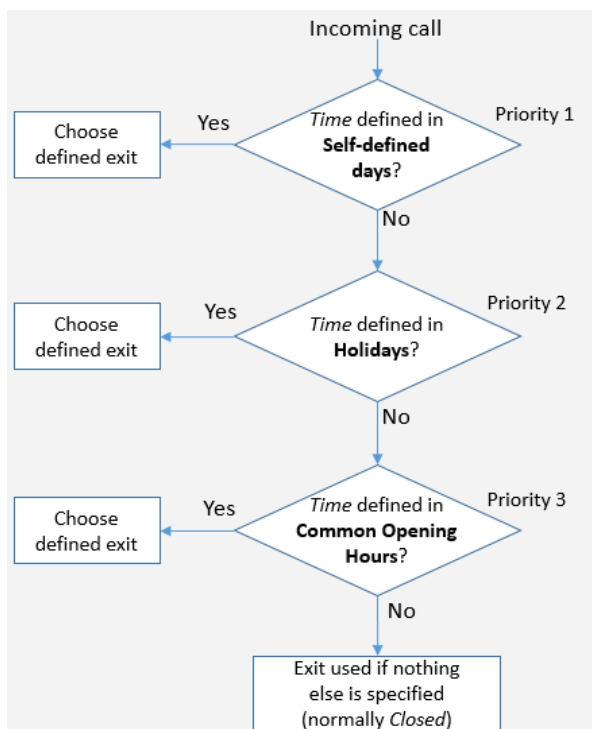 Incoming call
Time defined in
Self-defined
days?
Priority 1
Yes
Choose
defined exit
No
Time defined in
Holidays?
Priority 2
Yes
Choose
defined exit
No
Time defined in
Common Opening
Hours?
Priority 3
Yes
Choose
defined exit
No
Exit used if nothing
else is specified
(normally Closed)